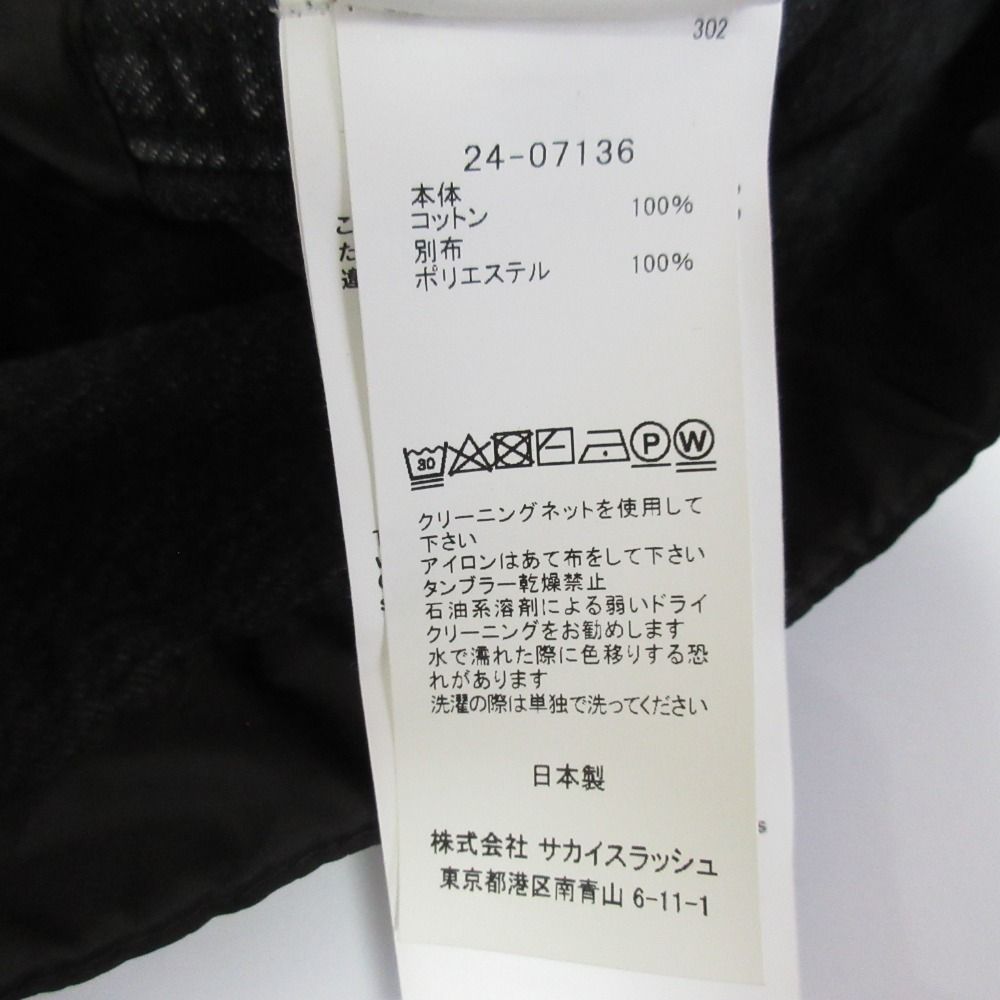 302
24-07136
本体
コットン 100%
別布
ポリエステル 100%
30 P W
クリーニングネットを使用して
下さい
アイロンはあて布をして下さい
タンブラー乾燥禁止
石油系溶剤による弱いドライ
クリーニングをお勧めします
水で濡れた際に色移りする恐
れがあります
洗濯の際は単独で洗ってください
日本製
株式会社 サカイスラッシュ
東京都港区南青山 6-11-1
こ
た
s